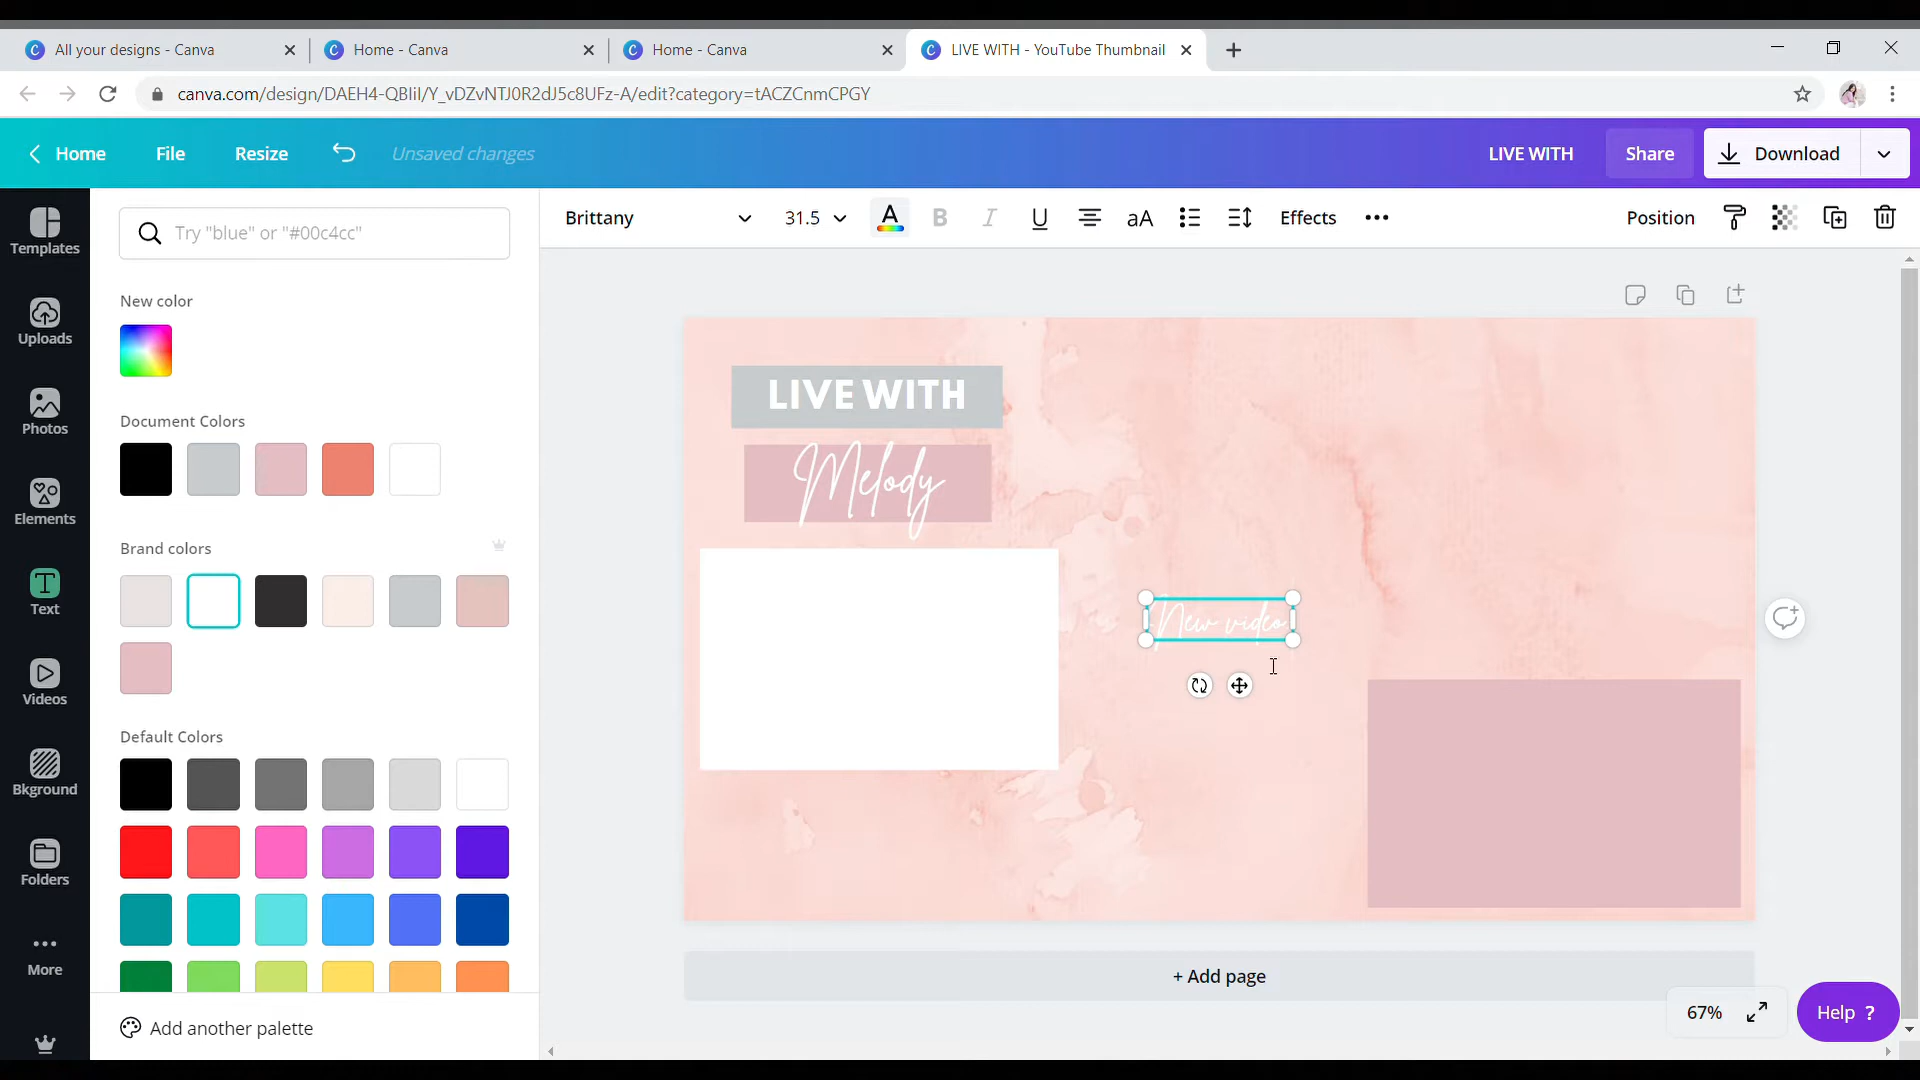 All your designs - Canva
Home - Canva
Home - Canva
LIVE WITH - YouTube Thumbnail
canva.com/design/DAEH4-QBIiI/Y_vDZvNTJ0R2dJ5c8UFz-A/edit?category=tACZCnmCPGY
Home
File
Resize
Unsaved changes
LIVE WITH
Share
Download
Brittany
31.5
A
B
I
U
aA
Effects
Position
Templates
Uploads
Photos
Elements
Text
Videos
Bkground
Folders
More
Try "blue" or "#00c4cc"
New color
Document Colors
Brand colors
Default Colors
Add another palette
LIVE WITH
Melody
New video
+ Add page
67%
Help ?